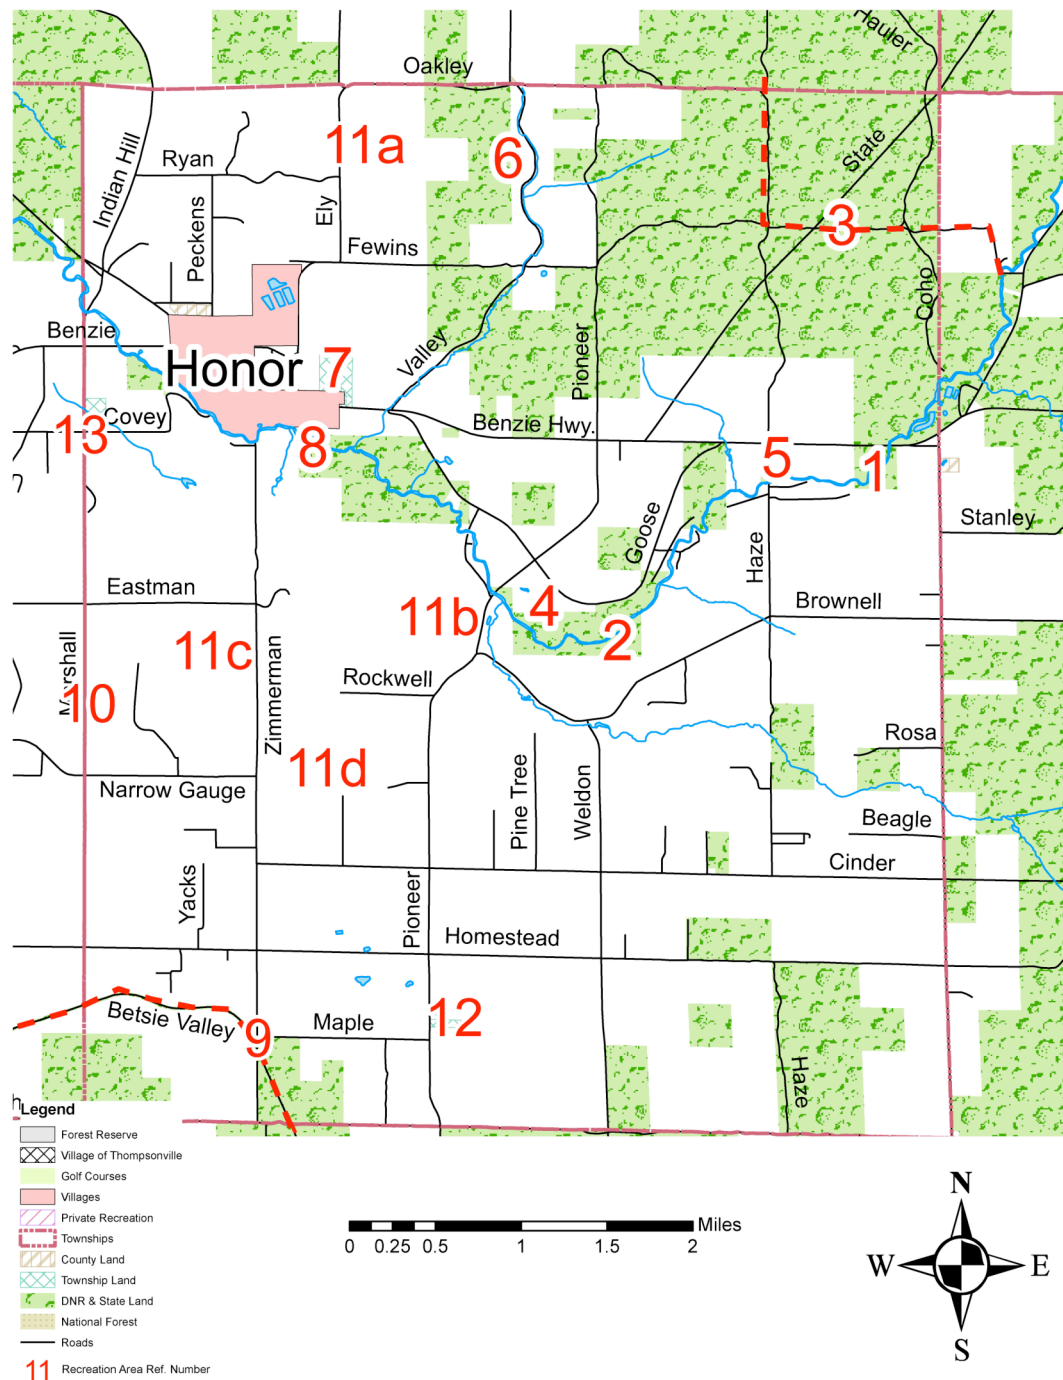 Hauler
Oakley
11a
6
State
Indian Hill
Ryan
Ely
Peckens
3
Fewins
Coho
Benzie
Honor
7
Valley
Pioneer
Covey
13
8
Benzie Hwy.
5
1
Goose
Stanley
Haze
Eastman
11b
4
Brownell
2
11c
Marshall
10
Zimmerman
Rockwell
Rosa
11d
Narrow Gauge
Pine Tree
Weldon
Beagle
Cinder
Yacks
Pioneer
Homestead
Betsie Valley
9
Maple
12
Haze
h
Legend
Forest Reserve
Village of Thompsonville
Golf Courses
Villages
Private Recreation
Townships
County Land
Township Land
DNR & State Land
National Forest
Roads
11 Recreation Area Ref. Number
Miles
0 0.25 0.5 1 1.5 2
N
W E
S